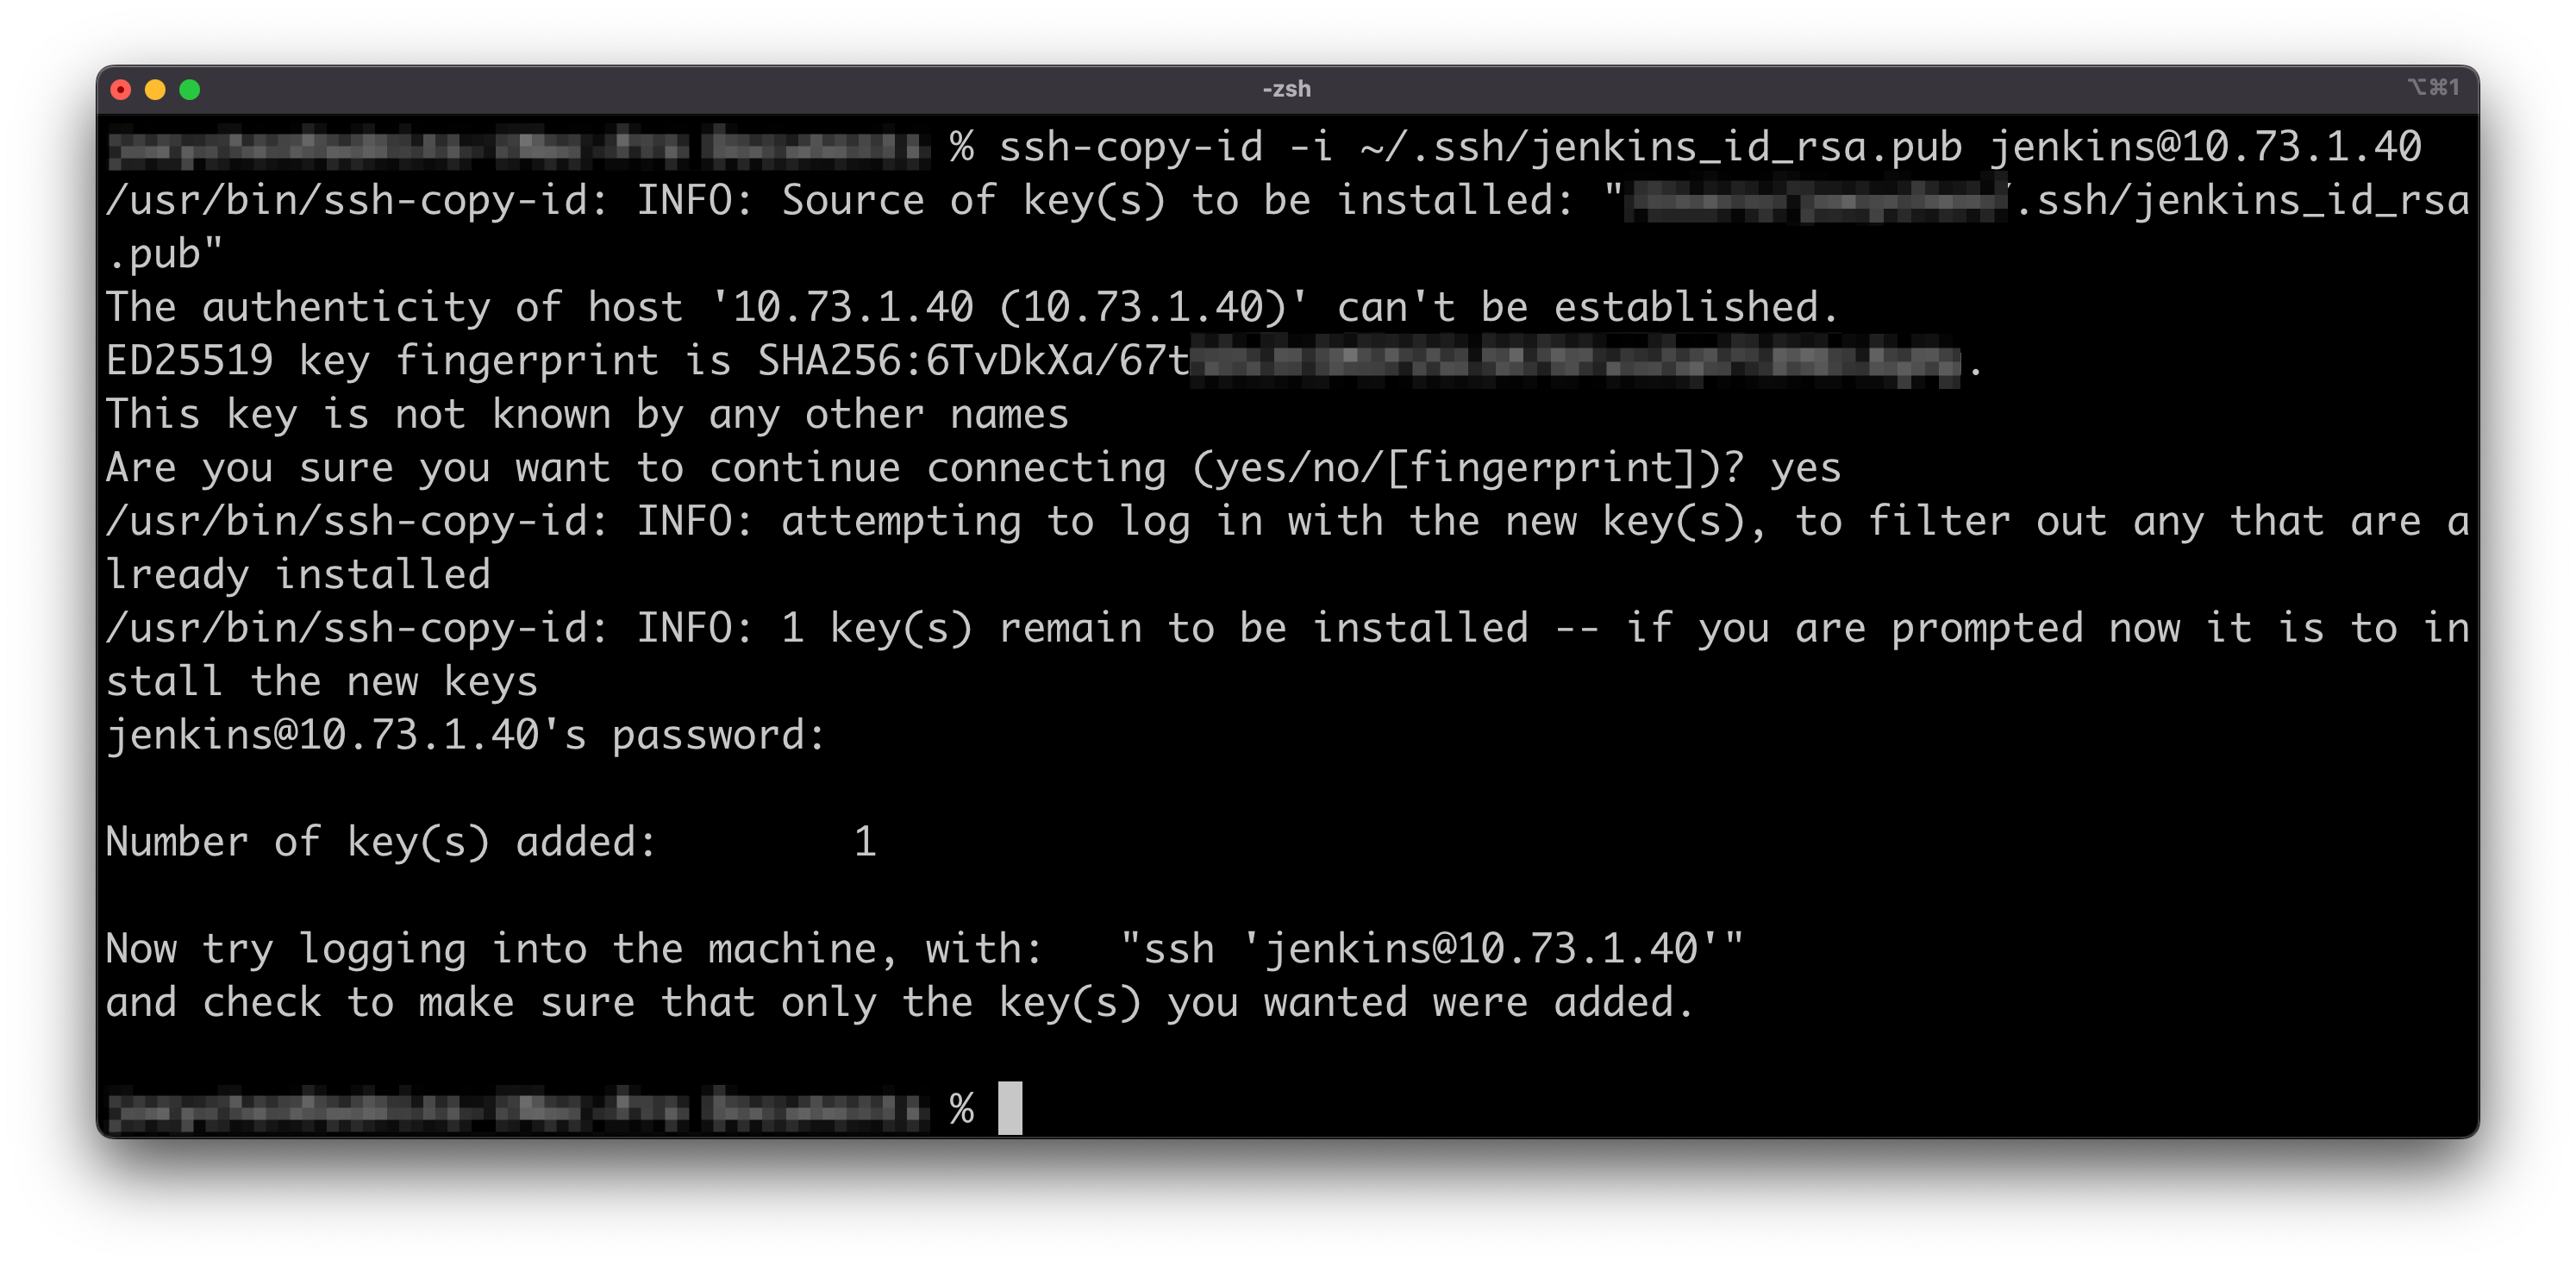 -zsh
⌥⌘1
% ssh-copy-id -i ~/.ssh/jenkins_id_rsa.pub jenkins@10.73.1.40
/usr/bin/ssh-copy-id: INFO: Source of key(s) to be installed: " .ssh/jenkins_id_rsa
.pub"
The authenticity of host '10.73.1.40 (10.73.1.40)' can't be established.
ED25519 key fingerprint is SHA256:6TvDkXa/67t .
This key is not known by any other names
Are you sure you want to continue connecting (yes/no/[fingerprint])? yes
/usr/bin/ssh-copy-id: INFO: attempting to log in with the new key(s), to filter out any that are a
lready installed
/usr/bin/ssh-copy-id: INFO: 1 key(s) remain to be installed -- if you are prompted now it is to in
stall the new keys
jenkins@10.73.1.40's password:
Number of key(s) added:        1
Now try logging into the machine, with:   "ssh 'jenkins@10.73.1.40'"
and check to make sure that only the key(s) you wanted were added.
%